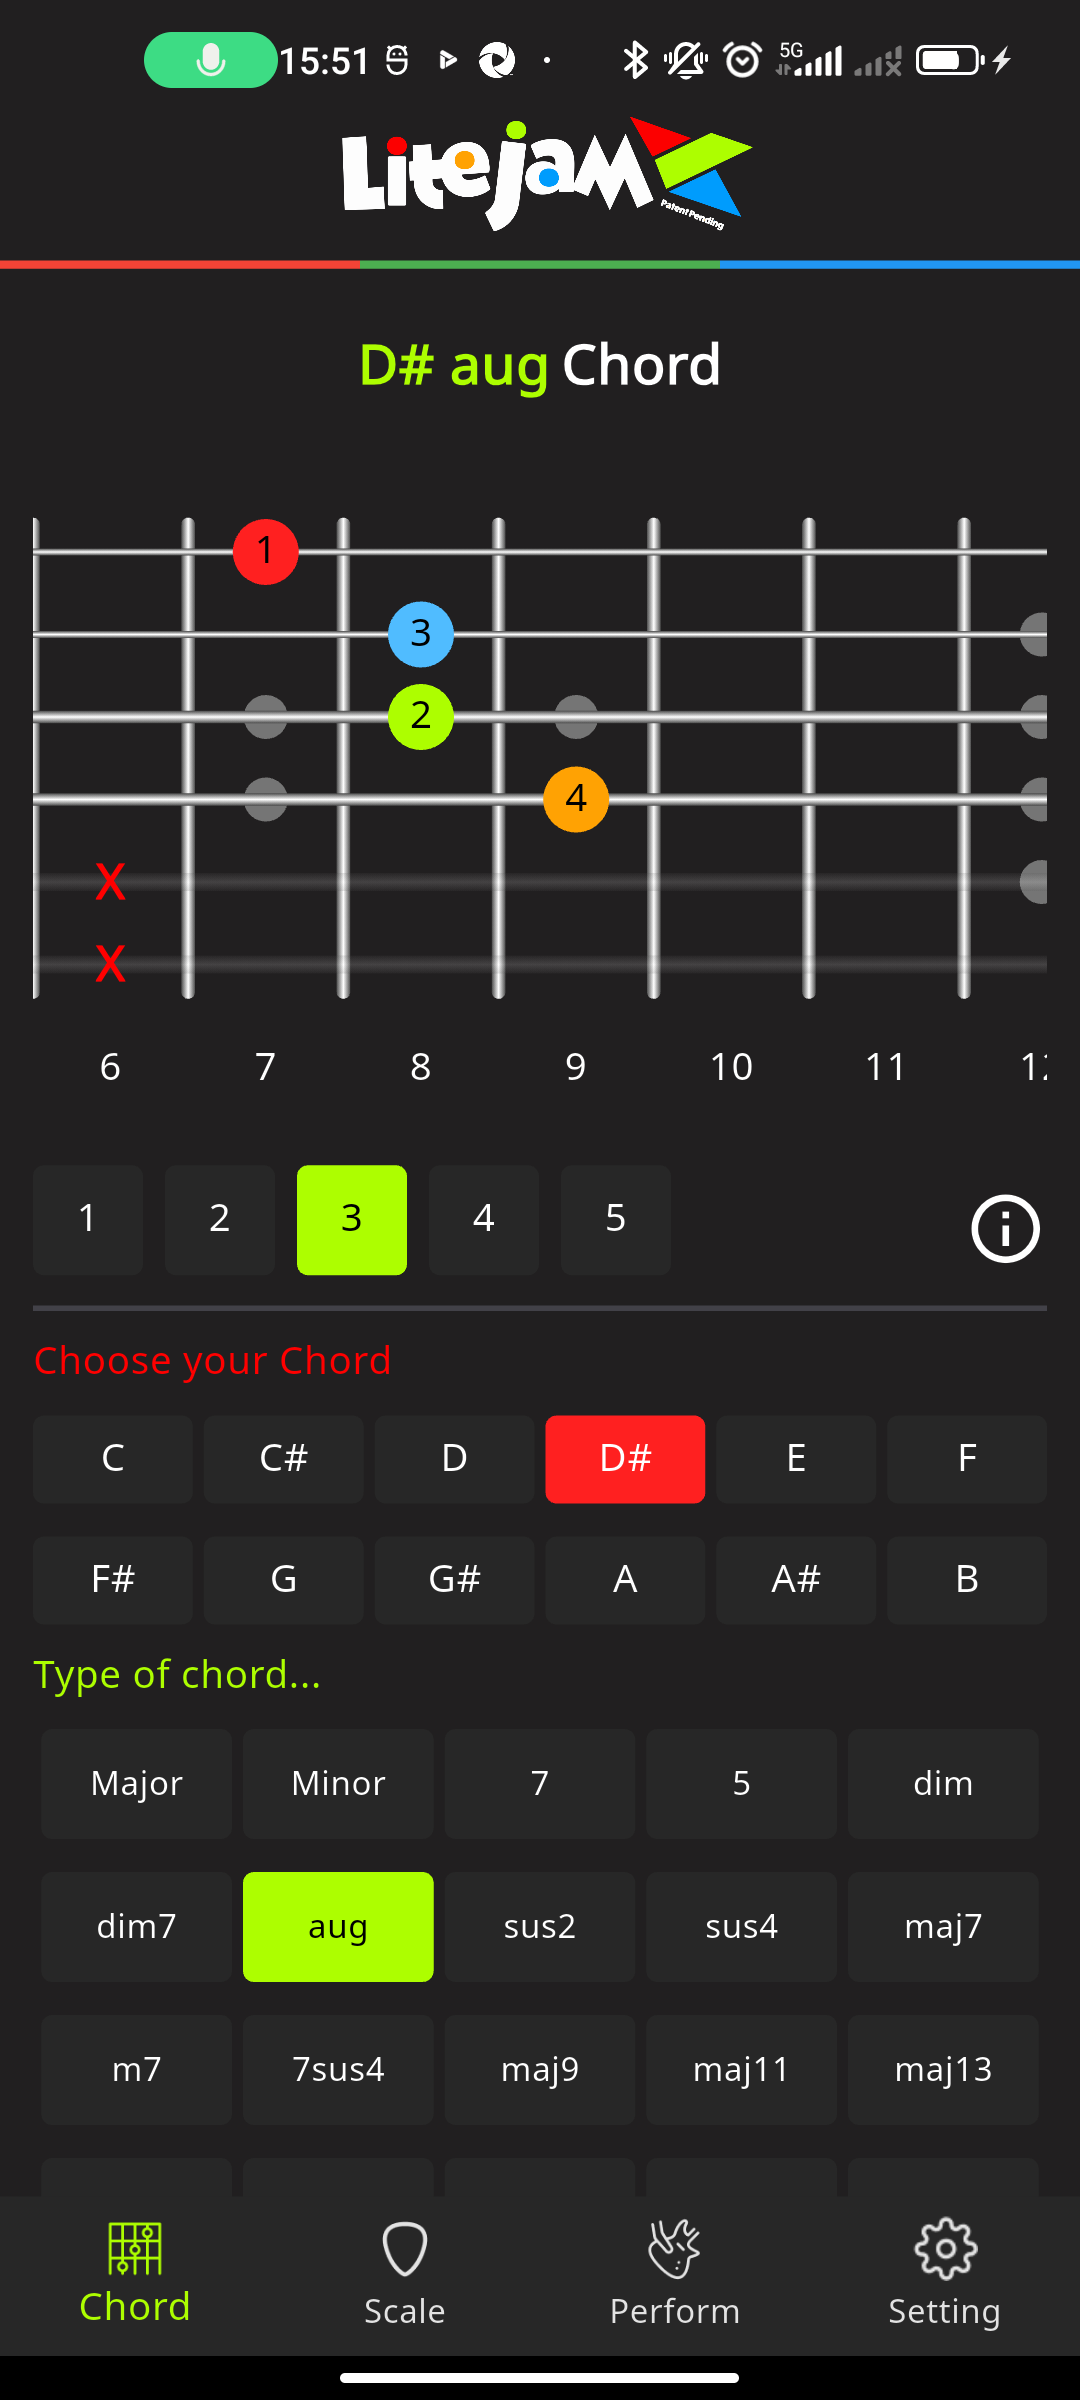 15:51 5G
Litejam
Patent Pending
D# aug Chord
1
3
2
4
X
X
6 7 8 9 10 11 12
1 2 3 4 5
Choose your Chord
C C# D D# E F
F# G G# A A# B
Type of chord...
Major Minor 7 5 dim
dim7 aug sus2 sus4 maj7
m7 7sus4 maj9 maj11 maj13
Chord Scale Perform Setting